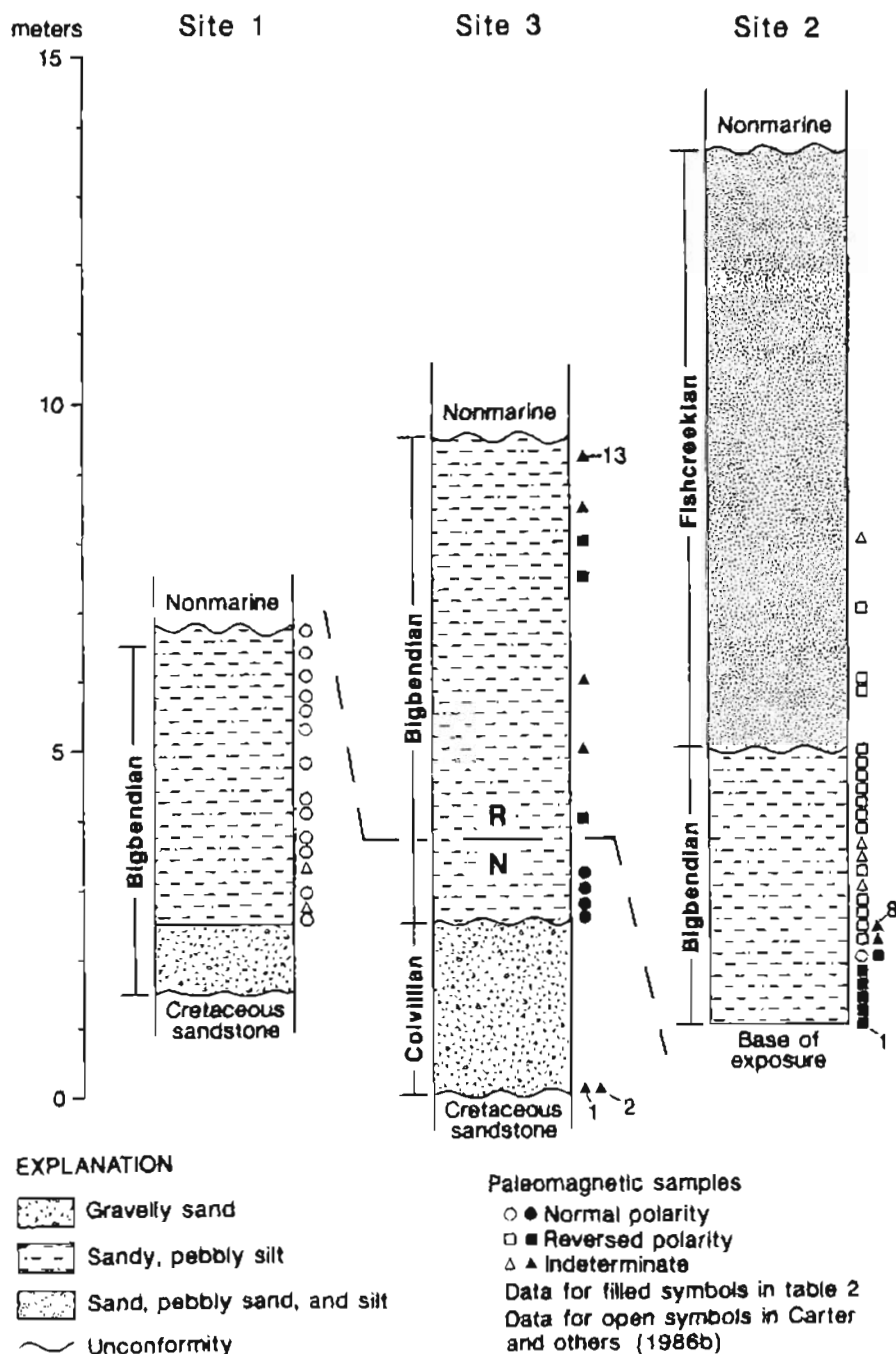 meters
Site 1
Site 3
Site 2
15
10
5
0
Nonmarine
Bigbendian
Cretaceous
sandstone
Nonmarine
Bigbendian
R
N
Colvillian
Cretaceous
sandstone
13
1
2
Nonmarine
Fishcreekian
Bigbendian
Base of
exposure
8
1
EXPLANATION
Gravelly sand
Sandy, pebbly silt
Sand, pebbly sand, and silt
Unconformity
Paleomagnetic samples
Normal polarity
Reversed polarity
Indeterminate
Data for filled symbols in table 2
Data for open symbols in Carter
and others (1986b)